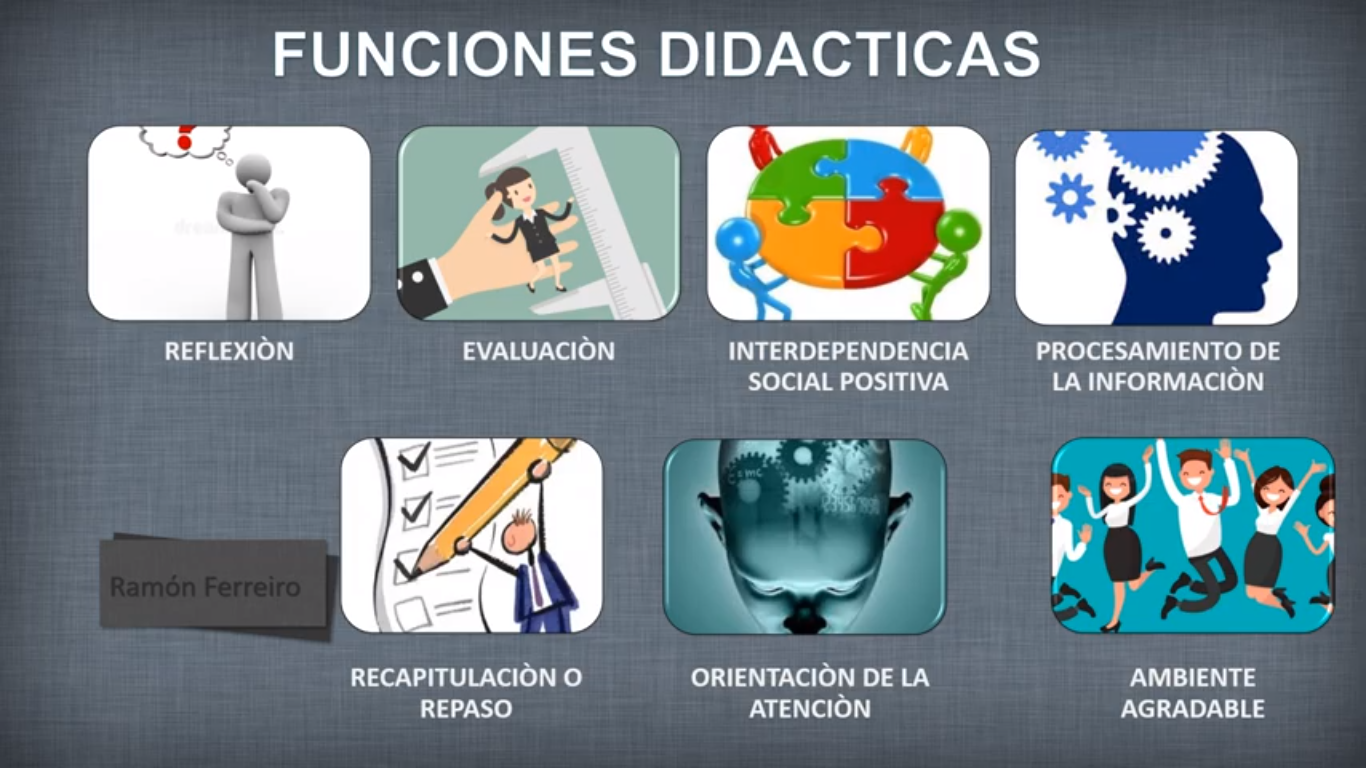 FUNCIONES DIDACTICAS
REFLEXIÒN
EVALUACIÒN
INTERDEPENDENCIA
SOCIAL POSITIVA
PROCESAMIENTO DE
LA INFORMACIÒN
Ramón Ferreiro
RECAPITULACIÒN O
REPASO
ORIENTACIÒN DE LA
ATENCIÒN
AMBIENTE
AGRADABLE